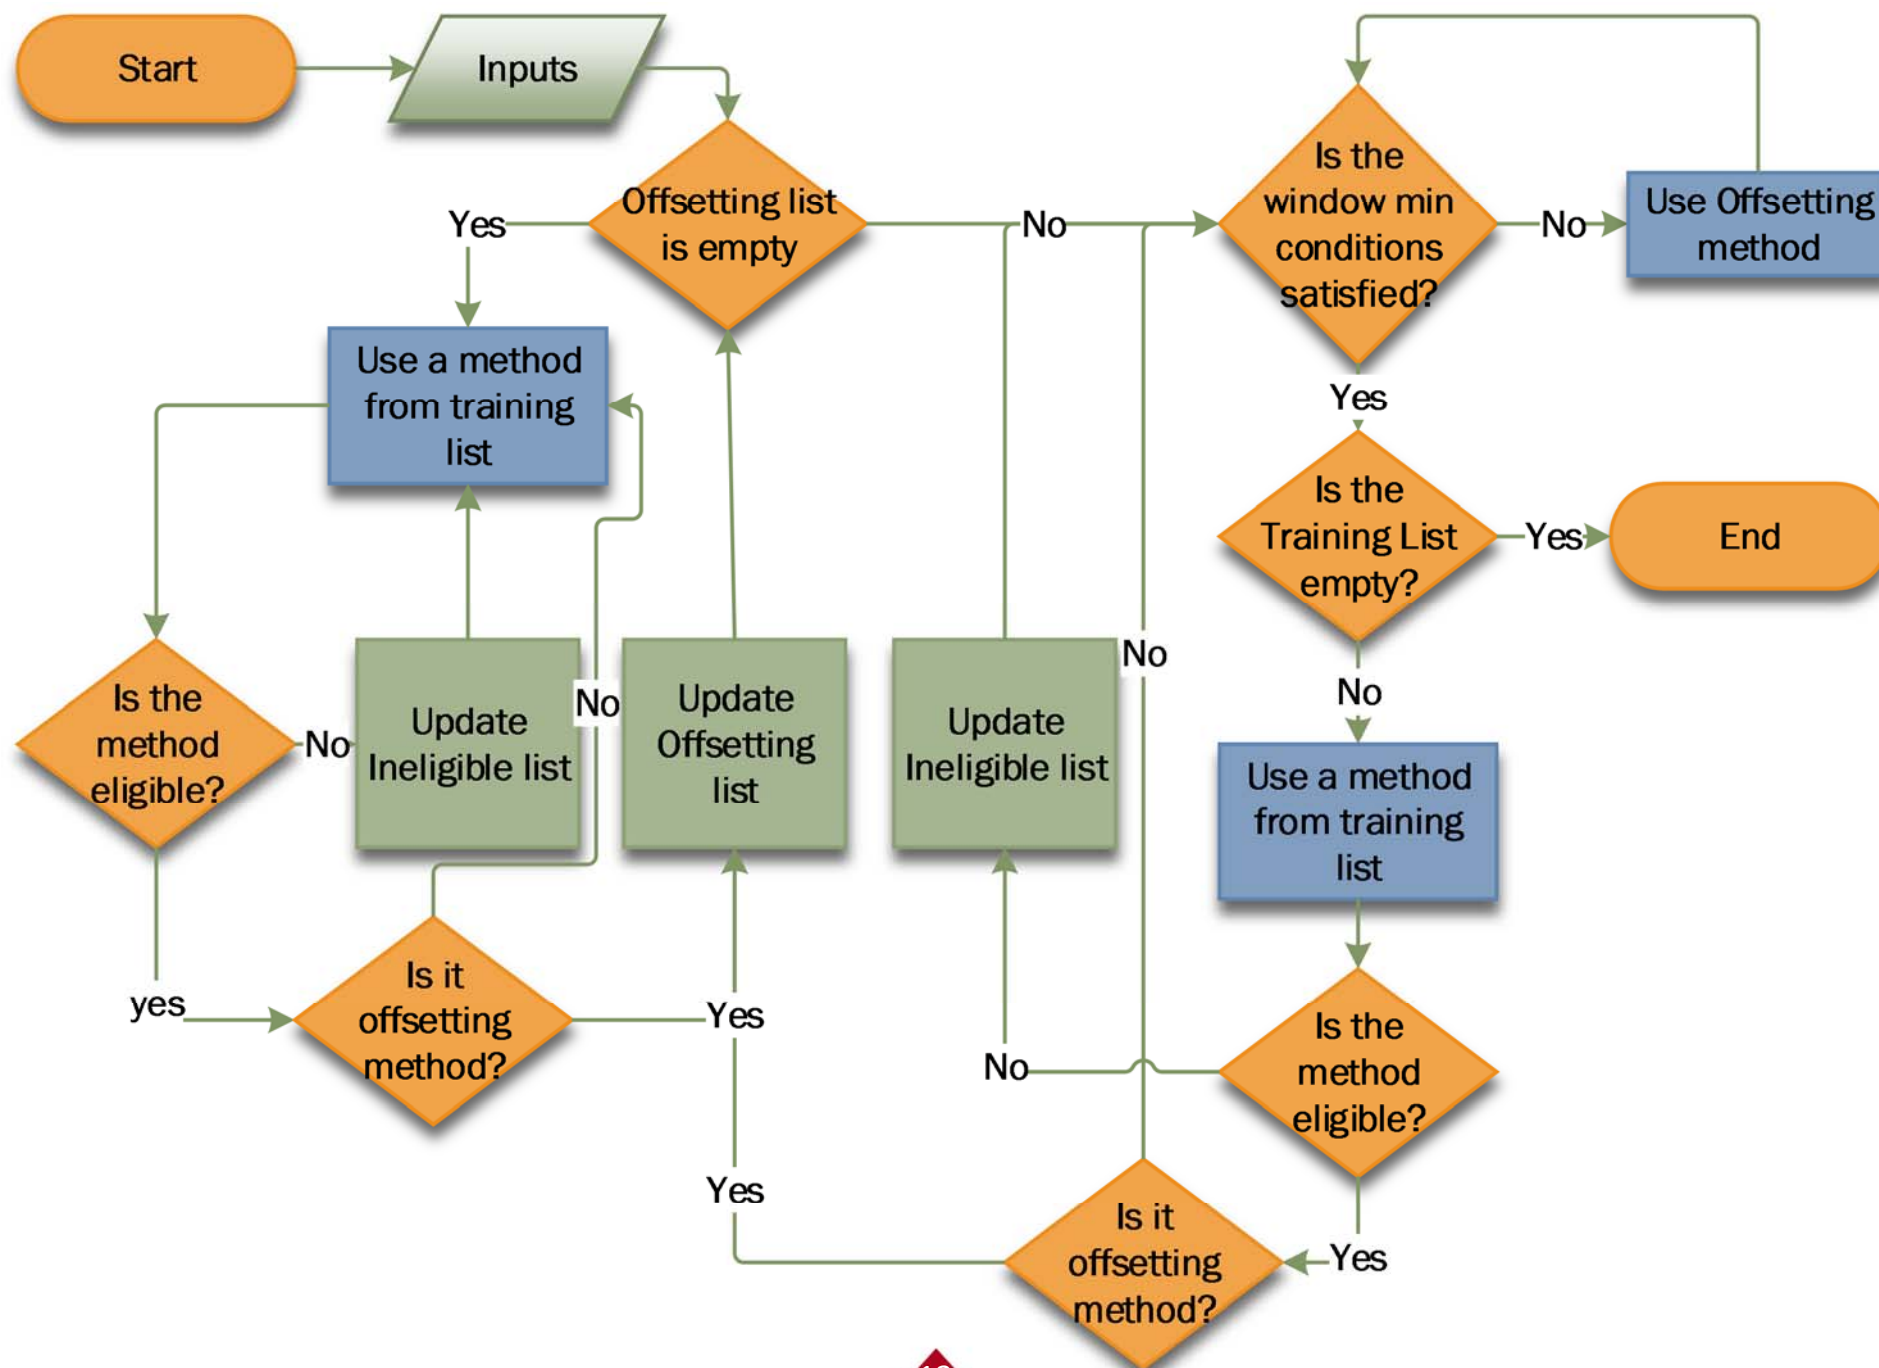 Start
Inputs
Offsetting list
is empty
Yes
No
Is the
window min
conditions
satisfied?
No
Use Offsetting
method
Yes
Use a method
from training
list
Is the
Training List
empty?
Yes
End
No
Is the
method
eligible?
No
Update
Ineligible list
No
Update
Offsetting
list
Update
Ineligible list
No
Use a method
from training
list
yes
Is it
offsetting
method?
Yes
No
Is the
method
eligible?
Yes
Yes
Is it
offsetting
method?